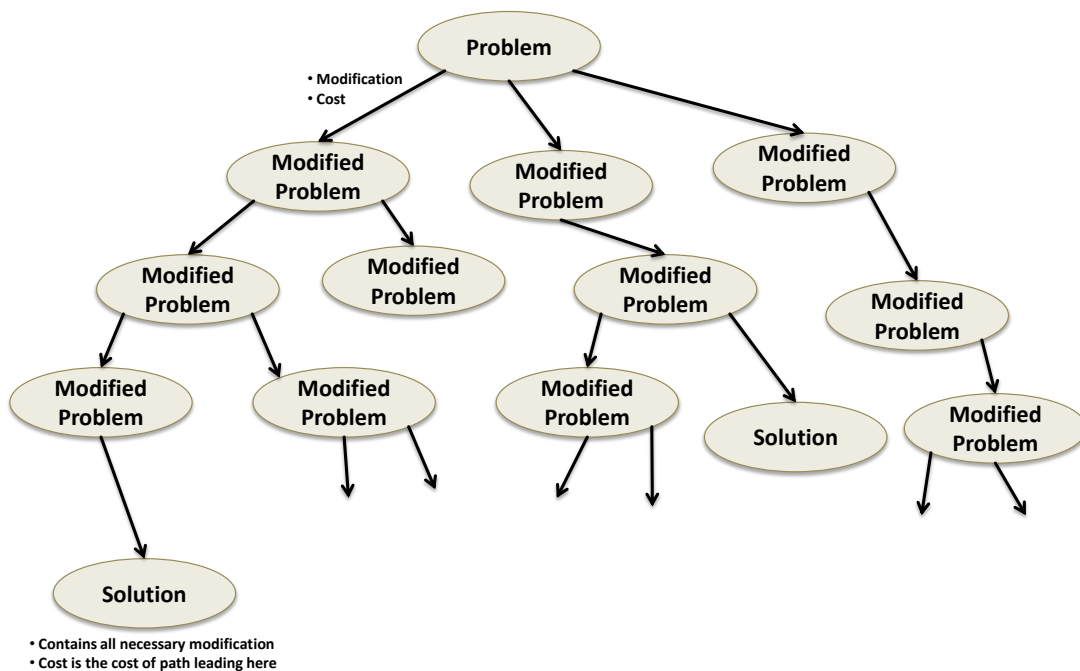 Problem
• Modification
• Cost
Modified
Problem
Modified
Problem
Modified
Problem
Modified
Problem
Modified
Problem
Modified
Problem
Modified
Problem
Modified
Problem
Modified
Problem
Modified
Problem
Solution
Modified
Problem
Solution
• Contains all necessary modification
• Cost is the cost of path leading here